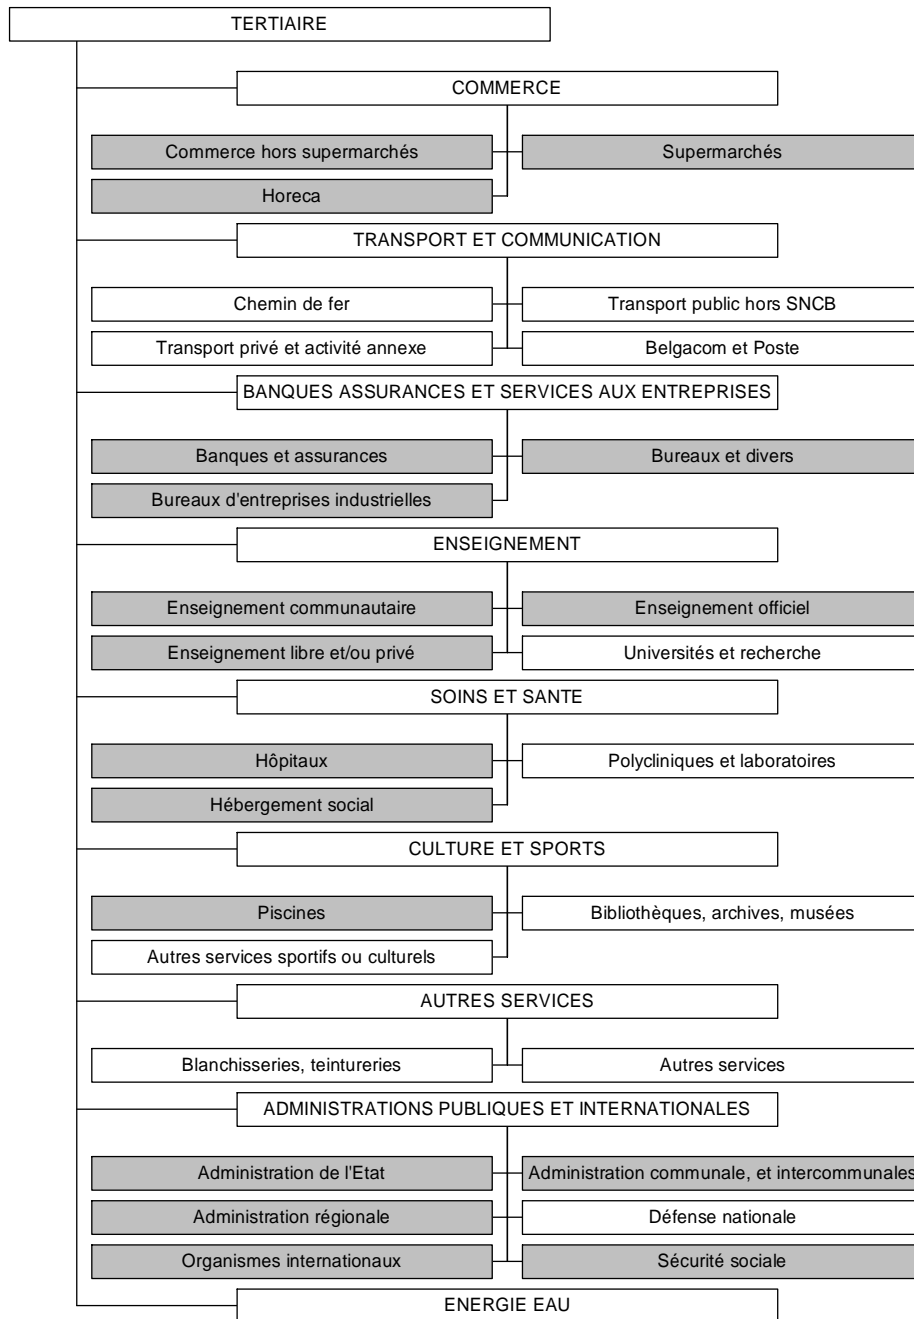 TERTIAIRE
COMMERCE
Commerce hors supermarchés
Supermarchés
Horeca
TRANSPORT ET COMMUNICATION
Chemin de fer
Transport public hors SNCB
Transport privé et activité annexe
Belgacom et Poste
BANQUES ASSURANCES ET SERVICES AUX ENTREPRISES
Banques et assurances
Bureaux et divers
Bureaux d'entreprises industrielles
ENSEIGNEMENT
Enseignement communautaire
Enseignement officiel
Enseignement libre et/ou privé
Universités et recherche
SOINS ET SANTE
Hôpitaux
Polycliniques et laboratoires
Hébergement social
CULTURE ET SPORTS
Piscines
Bibliothèques, archives, musées
Autres services sportifs ou culturels
AUTRES SERVICES
Blanchisseries, teintureries
Autres services
ADMINISTRATIONS PUBLIQUES ET INTERNATIONALES
Administration de l'Etat
Administration communale, et intercommunales
Administration régionale
Défense nationale
Organismes internationaux
Sécurité sociale
ENERGIE EAU